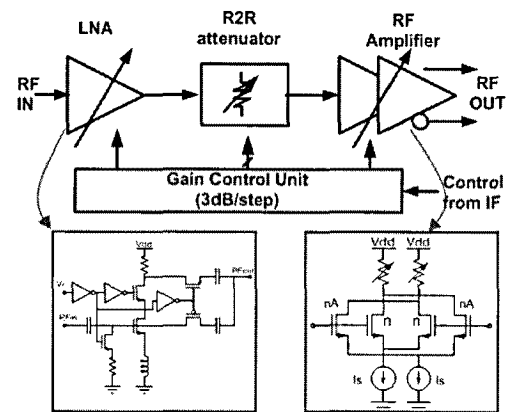 LNA
R2R
attenuator
RF
Amplifier
RF
IN
RF
OUT
Gain Control Unit
(3dB/step)
Control
from IF
Vdd
RFout
RFin
Vdd Vdd
nA
nA
n
n
Is
Is